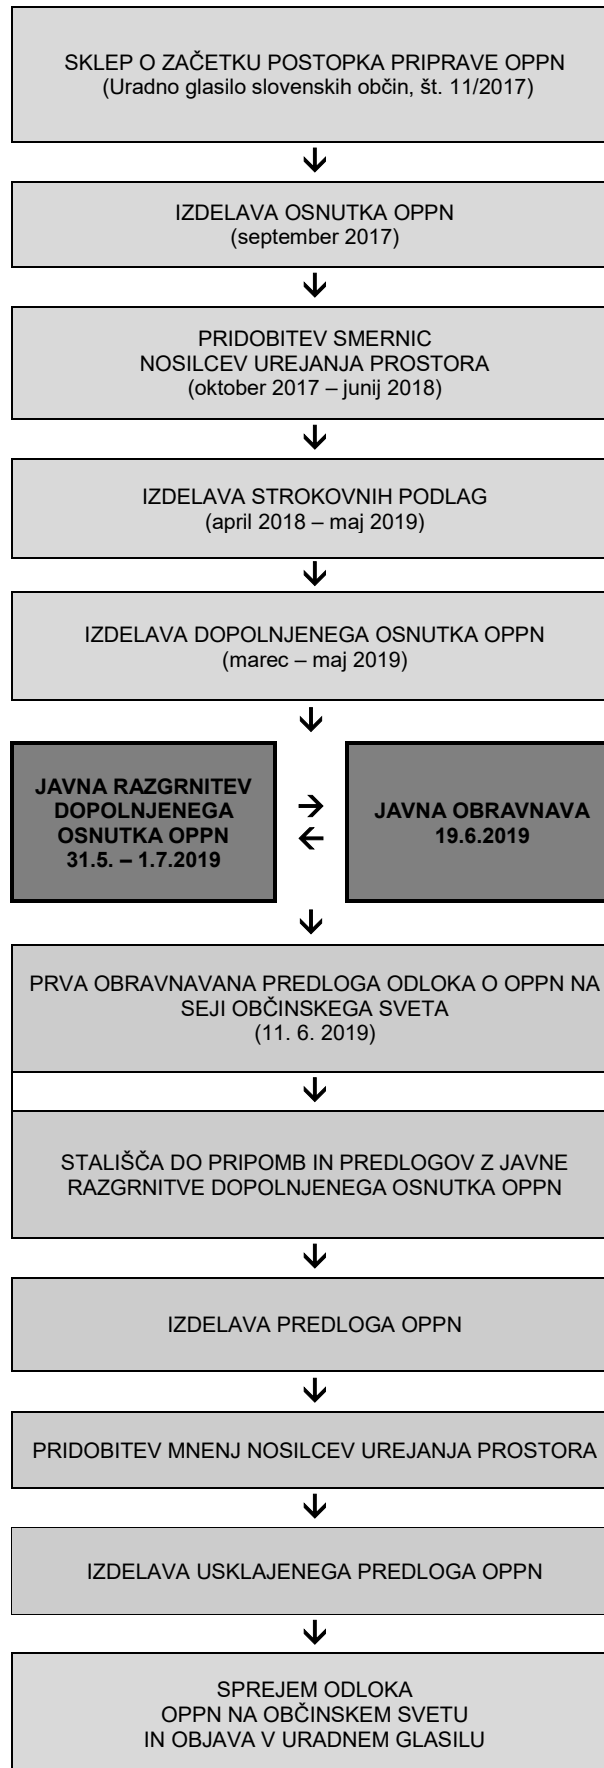 SKLEP O ZAČETKU POSTOPKA PRIPRAVE OPPN
(Uradno glasilo slovenskih občin, št. 11/2017)
IZDELAVA OSNUTKA OPPN
(september 2017)
PRIDOBITEV SMERNIC
NOSILCEV UREJANJA PROSTORA
(oktober 2017 – junij 2018)
IZDELAVA STROKOVNIH PODLAG
(april 2018 – maj 2019)
IZDELAVA DOPOLNJENEGA OSNUTKA OPPN
(marec – maj 2019)
JAVNA RAZGRNITEV
DOPOLNJENEGA
OSNUTKA OPPN
31.5. – 1.7.2019
JAVNA OBRAVNAVA
19.6.2019
PRVA OBRAVNAVANA PREDLOGA ODLOKA O OPPN NA
SEJI OBČINSKEGA SVETA
(11. 6. 2019)
STALIŠČA DO PRIPOMB IN PREDLOGOV Z JAVNE
RAZGRNITVE DOPOLNJENEGA OSNUTKA OPPN
IZDELAVA PREDLOGA OPPN
PRIDOBITEV MNENJ NOSILCEV UREJANJA PROSTORA
IZDELAVA USKLAJENEGA PREDLOGA OPPN
SPREJEM ODLOKA
OPPN NA OBČINSKEM SVETU
IN OBJAVA V URADNEM GLASILU